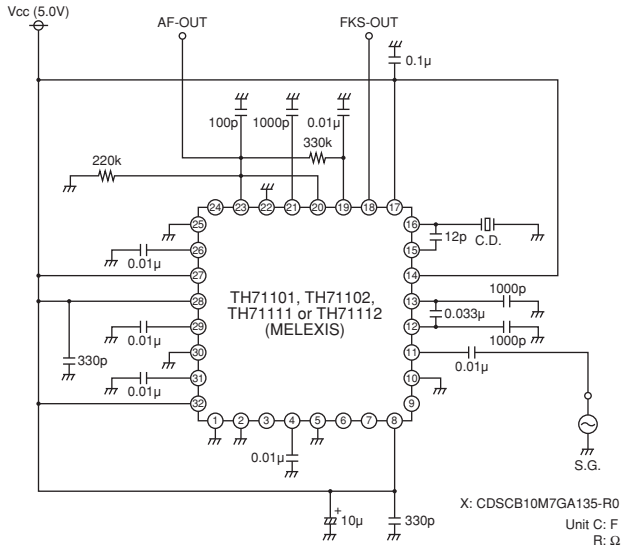 Vcc (5.0V)
AF-OUT
FKS-OUT
0.1μ
100p
1000p
0.01μ
330k
220k
24 23 22 21 20 19 18 17
25
26
27
28
29
30
31
32
16
15
14
13
12
11
10
9
12p
C.D.
0.01μ
TH71101, TH71102,
TH71111 or TH71112
(MELEXIS)
1000p
0.033μ
1000p
0.01μ
330p
0.01μ
0.01μ
1 2 3 4 5 6 7 8
0.01μ
S.G.
+
10μ
330p
X: CDSCB10M7GA135-R0
Unit C: F
R: Ω